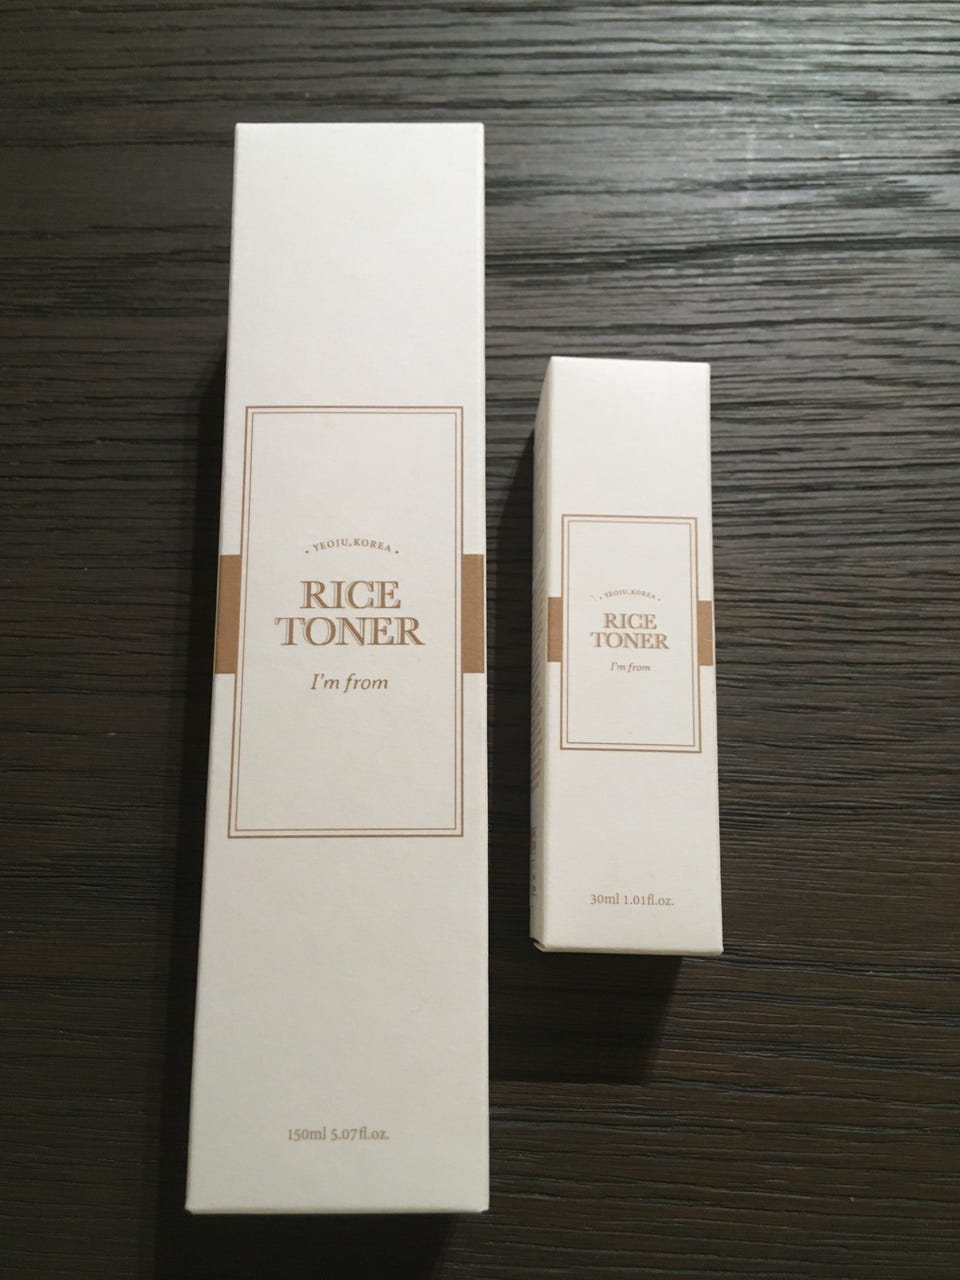 · YEOJU, KOREA ·
RICE
TONER
I'm from
150ml 5.07fl.oz.
· YEOJU, KOREA ·
RICE
TONER
I'm from
30ml 1.01fl.oz.